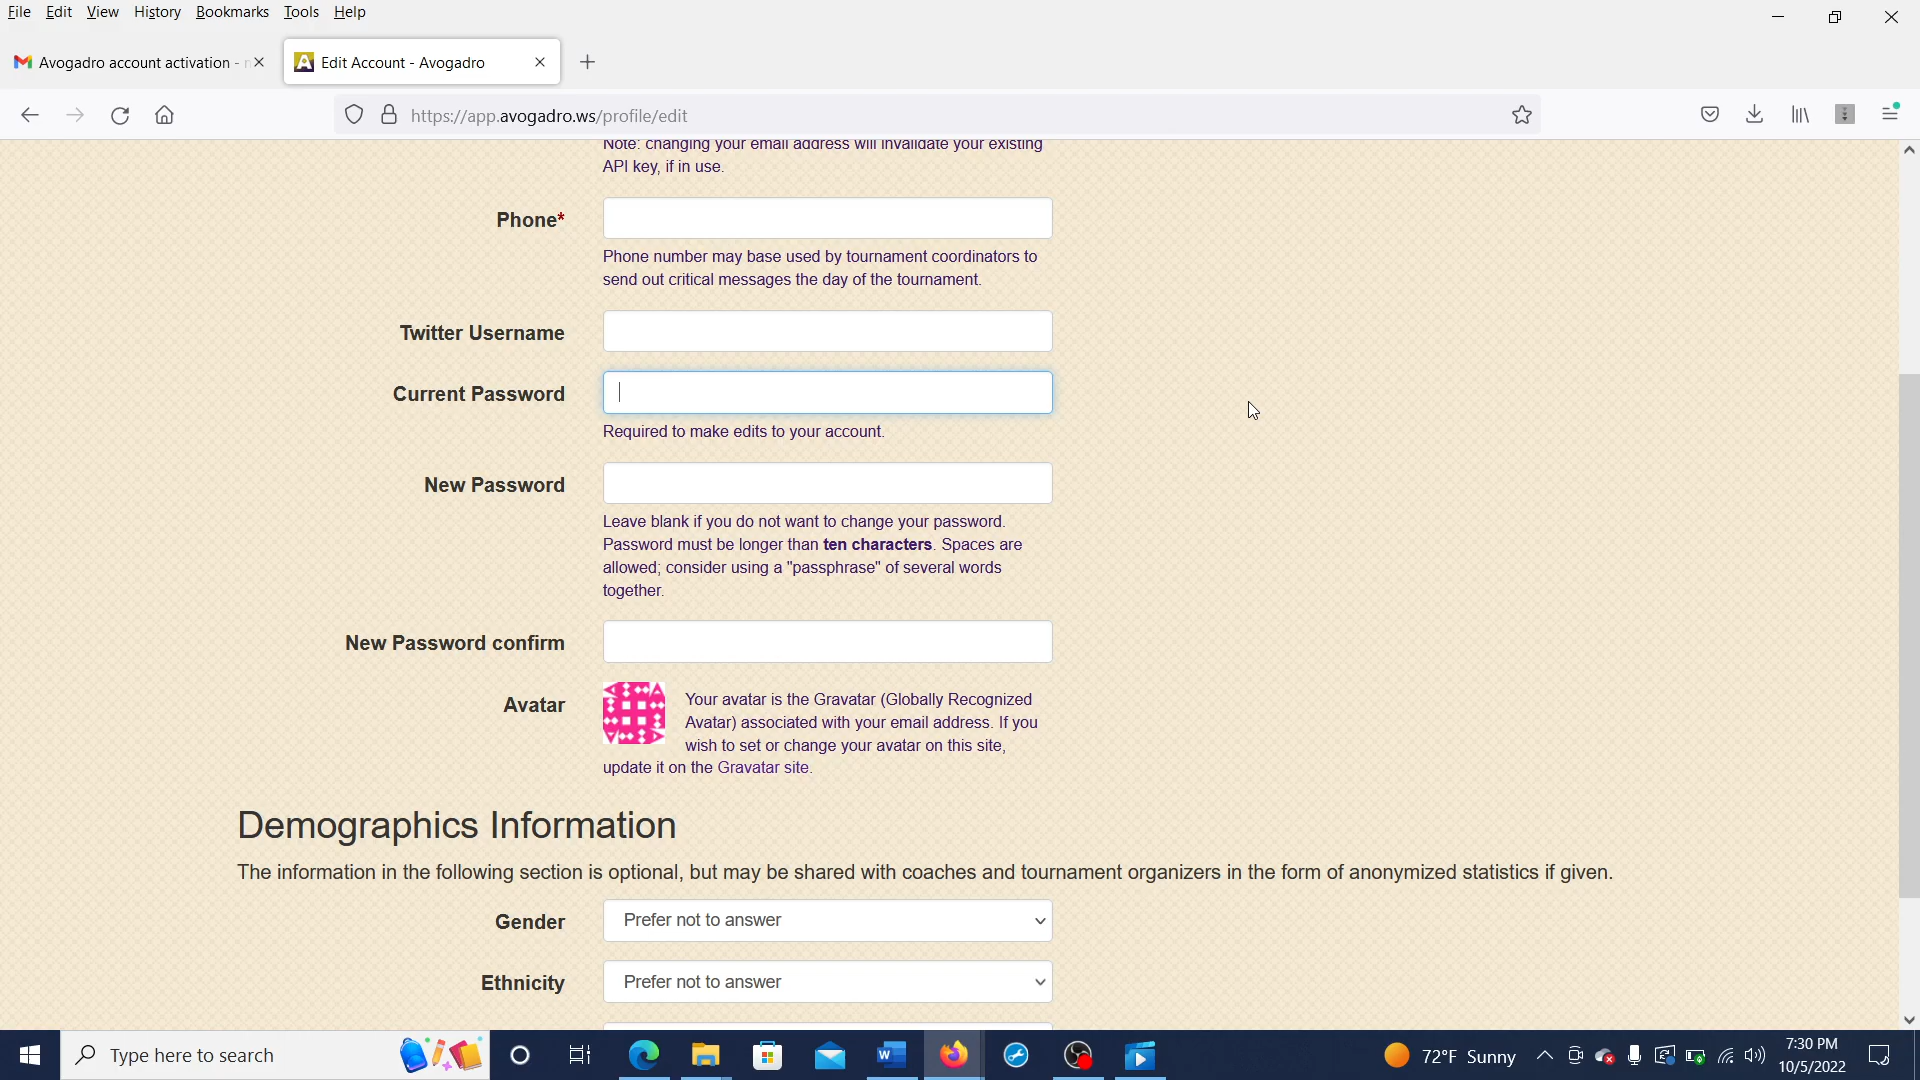 File Edit View History Bookmarks Tools Help
Avogadro account activation -
Edit Account - Avogadro
https://app.avogadro.ws/profile/edit
Note: changing your email address will invalidate your existing
API key, if in use.
Phone*
Phone number may base used by tournament coordinators to
send out critical messages the day of the tournament.
Twitter Username
Current Password
Required to make edits to your account.
New Password
Leave blank if you do not want to change your password.
Password must be longer than ten characters. Spaces are
allowed; consider using a "passphrase" of several words
together.
New Password confirm
Avatar
Your avatar is the Gravatar (Globally Recognized
Avatar) associated with your email address. If you
wish to set or change your avatar on this site,
update it on the Gravatar site.
Demographics Information
The information in the following section is optional, but may be shared with coaches and tournament organizers in the form of anonymized statistics if given.
Gender
Prefer not to answer
Ethnicity
Prefer not to answer
Type here to search
72°F Sunny
7:30 PM
10/5/2022